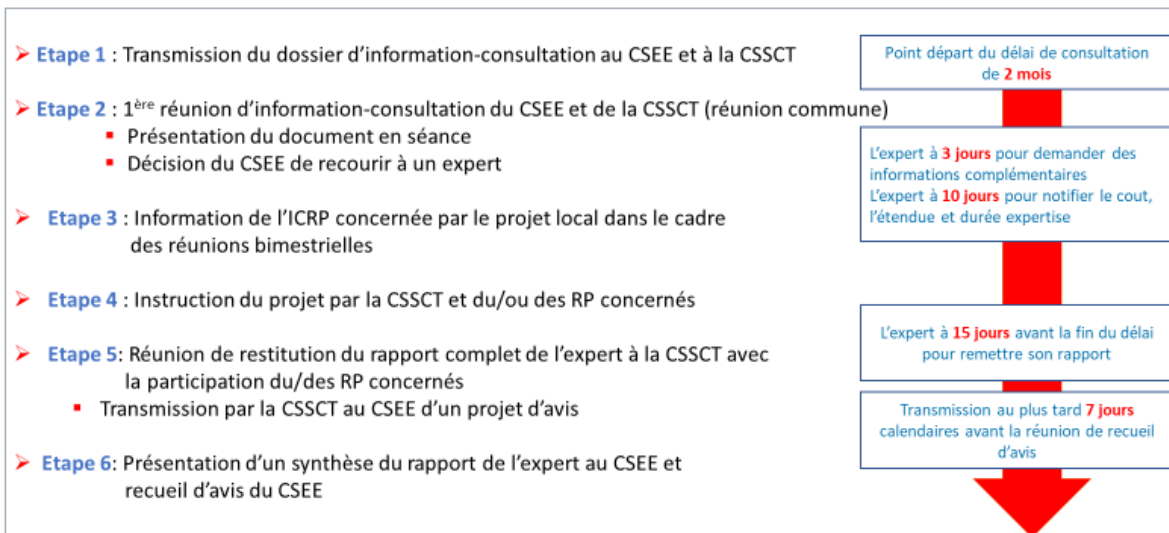 ➢ Etape 1 : Transmission du dossier d'information-consultation au CSEE et à la CSSCT
Point départ du délai de consultation
de 2 mois
➢ Etape 2 : 1ère réunion d'information-consultation du CSEE et de la CSSCT (réunion commune)
▪ Présentation du document en séance
▪ Décision du CSEE de recourir à un expert
L'expert à 3 jours pour demander des
informations complémentaires
L'expert à 10 jours pour notifier le cout,
l'étendue et durée expertise
➢ Etape 3 : Information de l'ICRP concernée par le projet local dans le cadre
des réunions bimestrielles
➢ Etape 4 : Instruction du projet par la CSSCT et du/ou des RP concernés
L'expert à 15 jours avant la fin du délai
pour remettre son rapport
➢ Etape 5: Réunion de restitution du rapport complet de l'expert à la CSSCT avec
la participation du/des RP concernés
▪ Transmission par la CSSCT au CSEE d'un projet d'avis
Transmission au plus tard 7 jours
calendaires avant la réunion de recueil
d'avis
➢ Etape 6: Présentation d'un synthèse du rapport de l'expert au CSEE et
recueil d'avis du CSEE